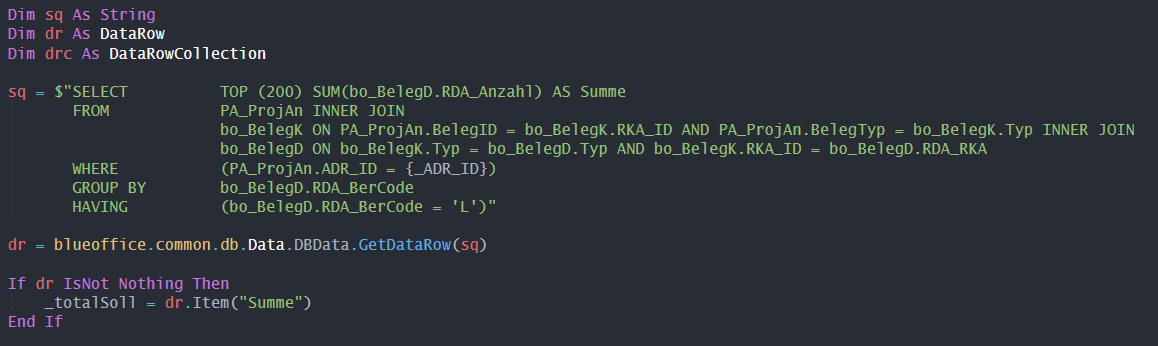 Dim sq As String
Dim dr As DataRow
Dim drc As DataRowCollection
sq = $"SELECT TOP (200) SUM(bo_BelegD.RDA_Anzahl) AS Summe
FROM PA_ProjAn INNER JOIN
bo_BelegK ON PA_ProjAn.BelegID = bo_BelegK.RKA_ID AND PA_ProjAn.BelegTyp = bo_BelegK.Typ INNER JOIN
bo_BelegD ON bo_BelegK.Typ = bo_BelegD.Typ AND bo_BelegK.RKA_ID = bo_BelegD.RDA_RKA
WHERE (PA_ProjAn.ADR_ID = {_ADR_ID})
GROUP BY bo_BelegD.RDA_BerCode
HAVING (bo_BelegD.RDA_BerCode = 'L')"
dr = blueoffice.common.db.Data.DBData.GetDataRow(sq)
If dr IsNot Nothing Then
_totalSoll = dr.Item("Summe")
End If